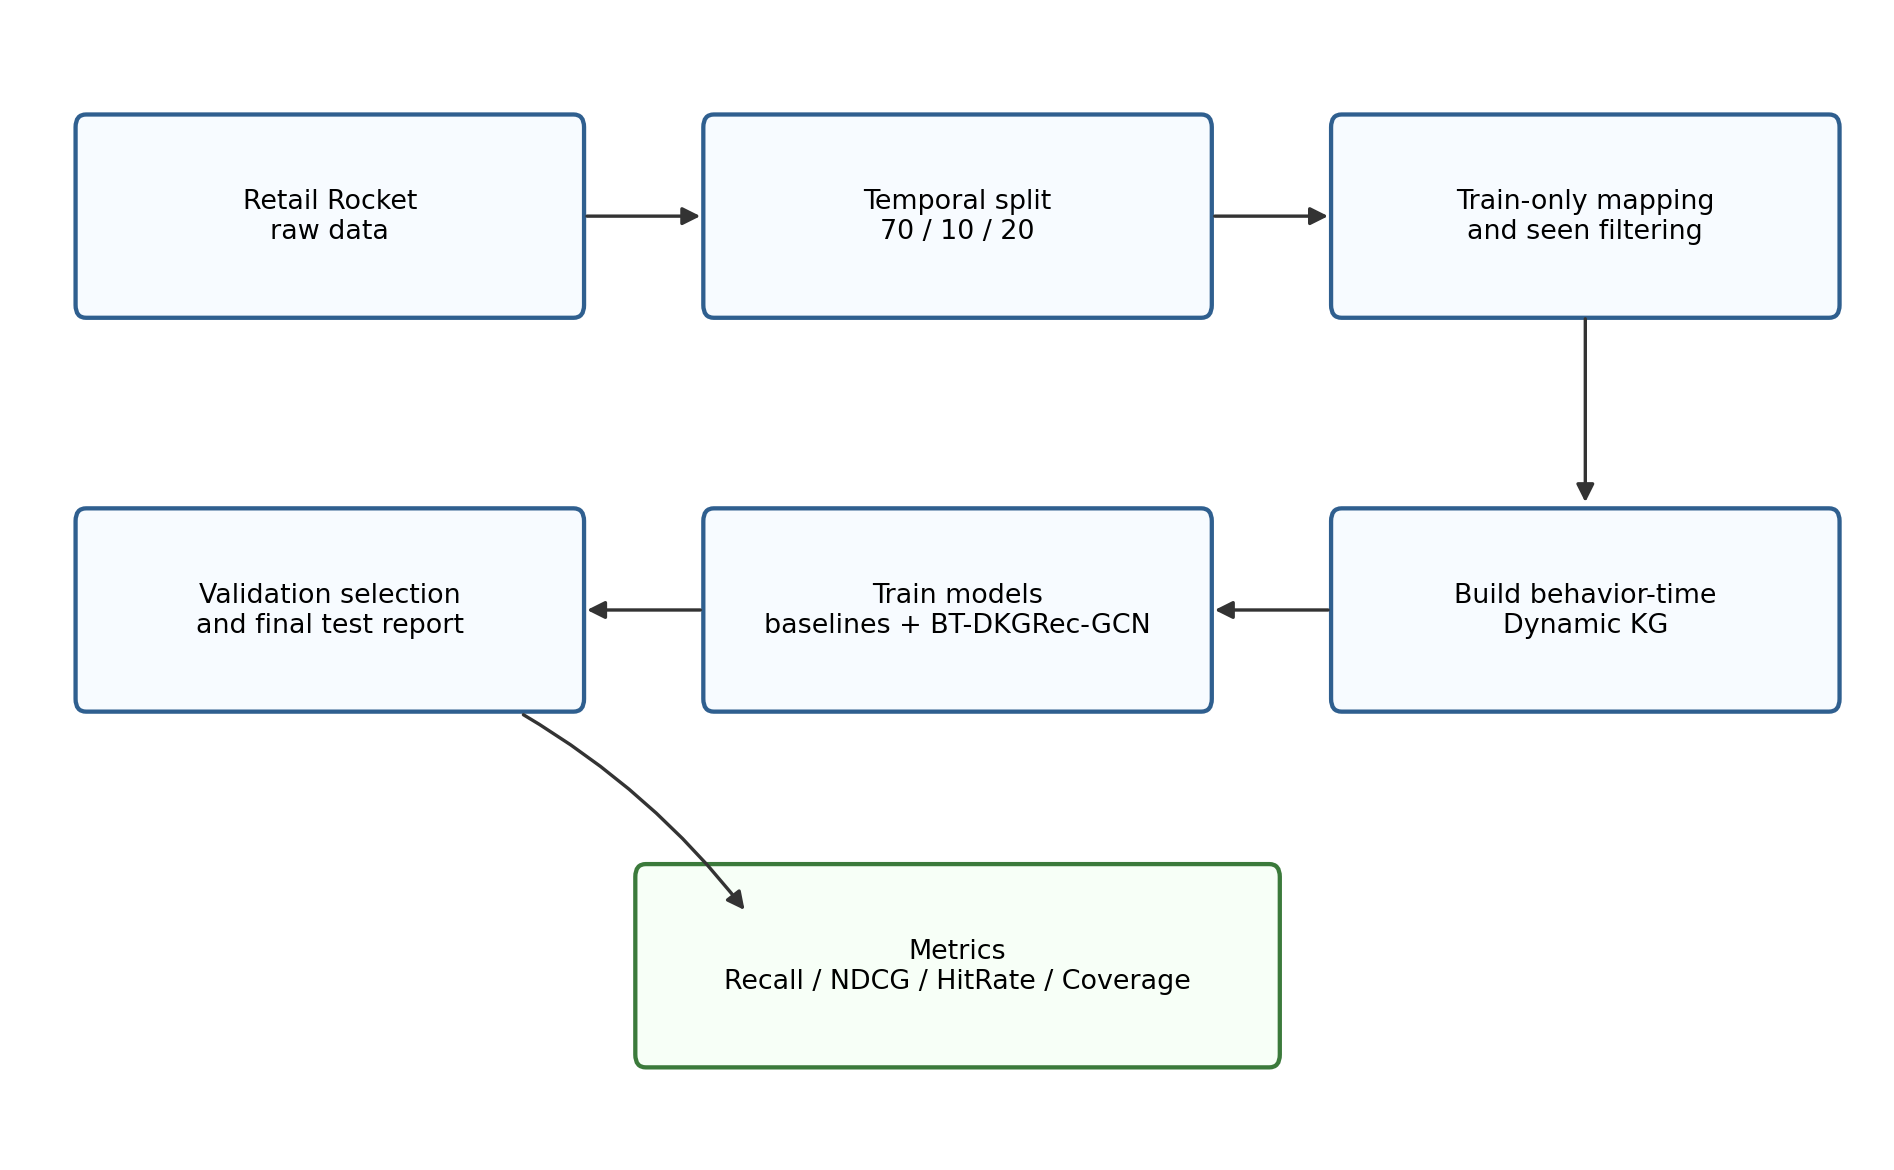 Retail Rocket
raw data
Temporal split
70 / 10 / 20
Train-only mapping
and seen filtering
Build behavior-time
Dynamic KG
Train models
baselines + BT-DKGRec-GCN
Validation selection
and final test report
Metrics
Recall / NDCG / HitRate / Coverage